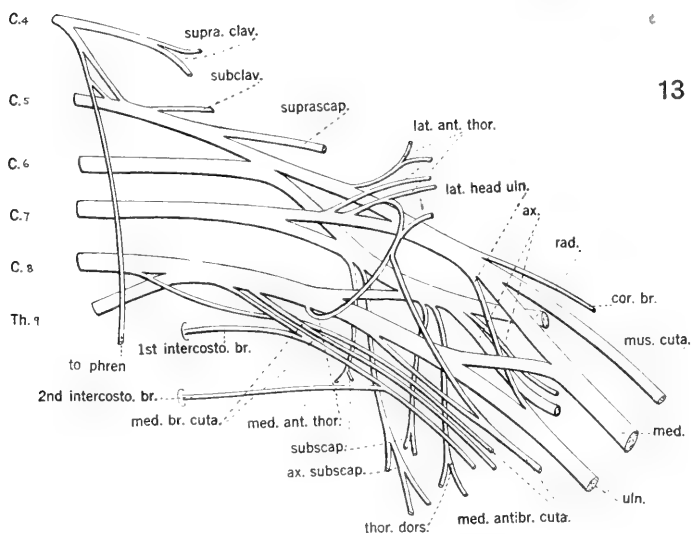 C.4
supra. clav.
subclav.
13
C.5
suprascap.
lat. ant. thor.
C.6
lat. head uln.
ax.
C.7
rad.
C.8
cor. br.
Th. 1
mus. cuta.
1st intercosto. br.
to phren
2nd intercosto. br.
med. br. cuta.
med. ant. thor.
med.
subscap.
ax. subscap.
uln.
thor. dors.
med. antibr. cuta.